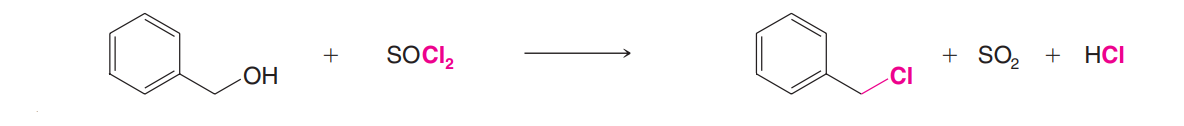 OH + SOCl₂ ⟶ Cl + SO₂ + HCl